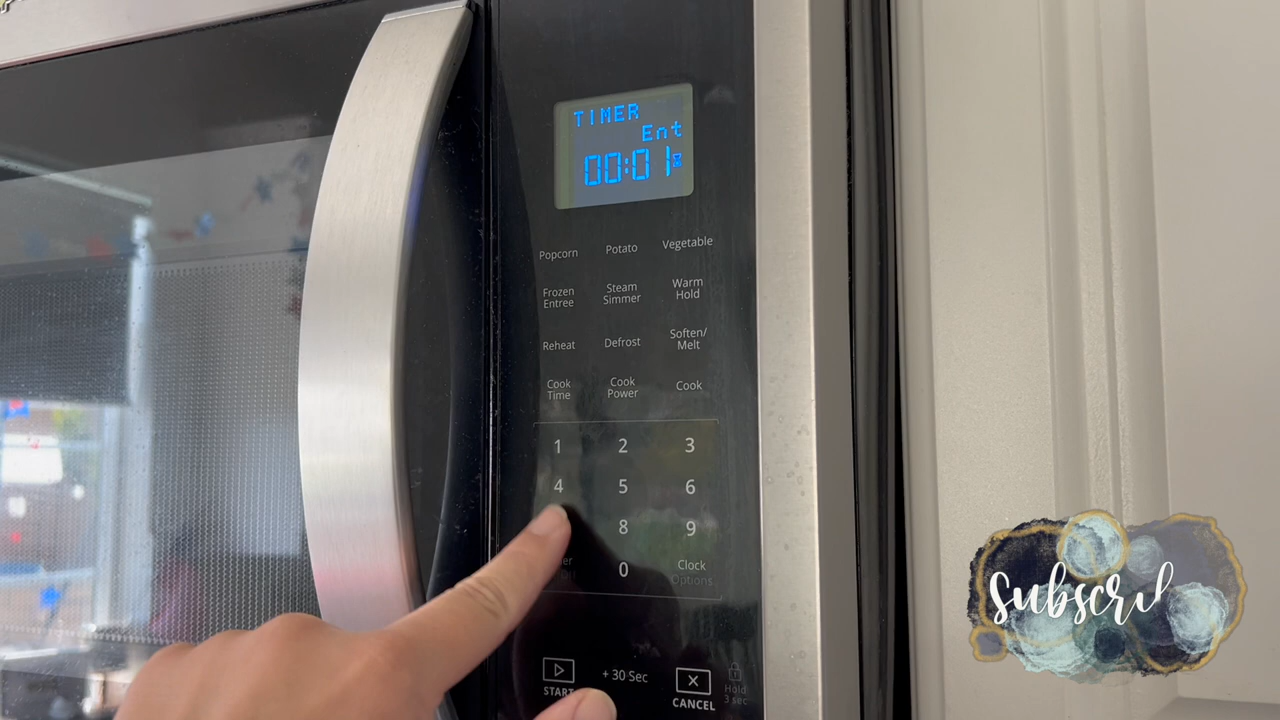 TIMER
Ent
00:01
Popcorn Potato Vegetable
Frozen Entree Steam Simmer Warm Hold
Reheat Defrost Soften/ Melt
Cook Time Cook Power Cook
1 2 3
4 5 6
8 9
0 Clock Options
START + 30 Sec CANCEL Hold 3 sec
Subscri